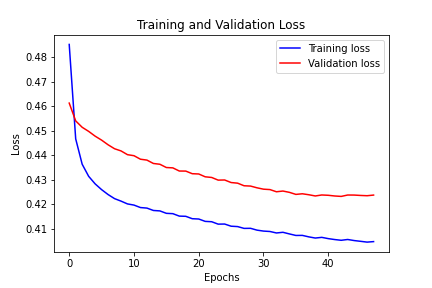 Training and Validation Loss
Training loss
Validation loss
0.48
0.47
0.46
0.45
0.44
0.43
0.42
0.41
Loss
0 10 20 30 40
Epochs